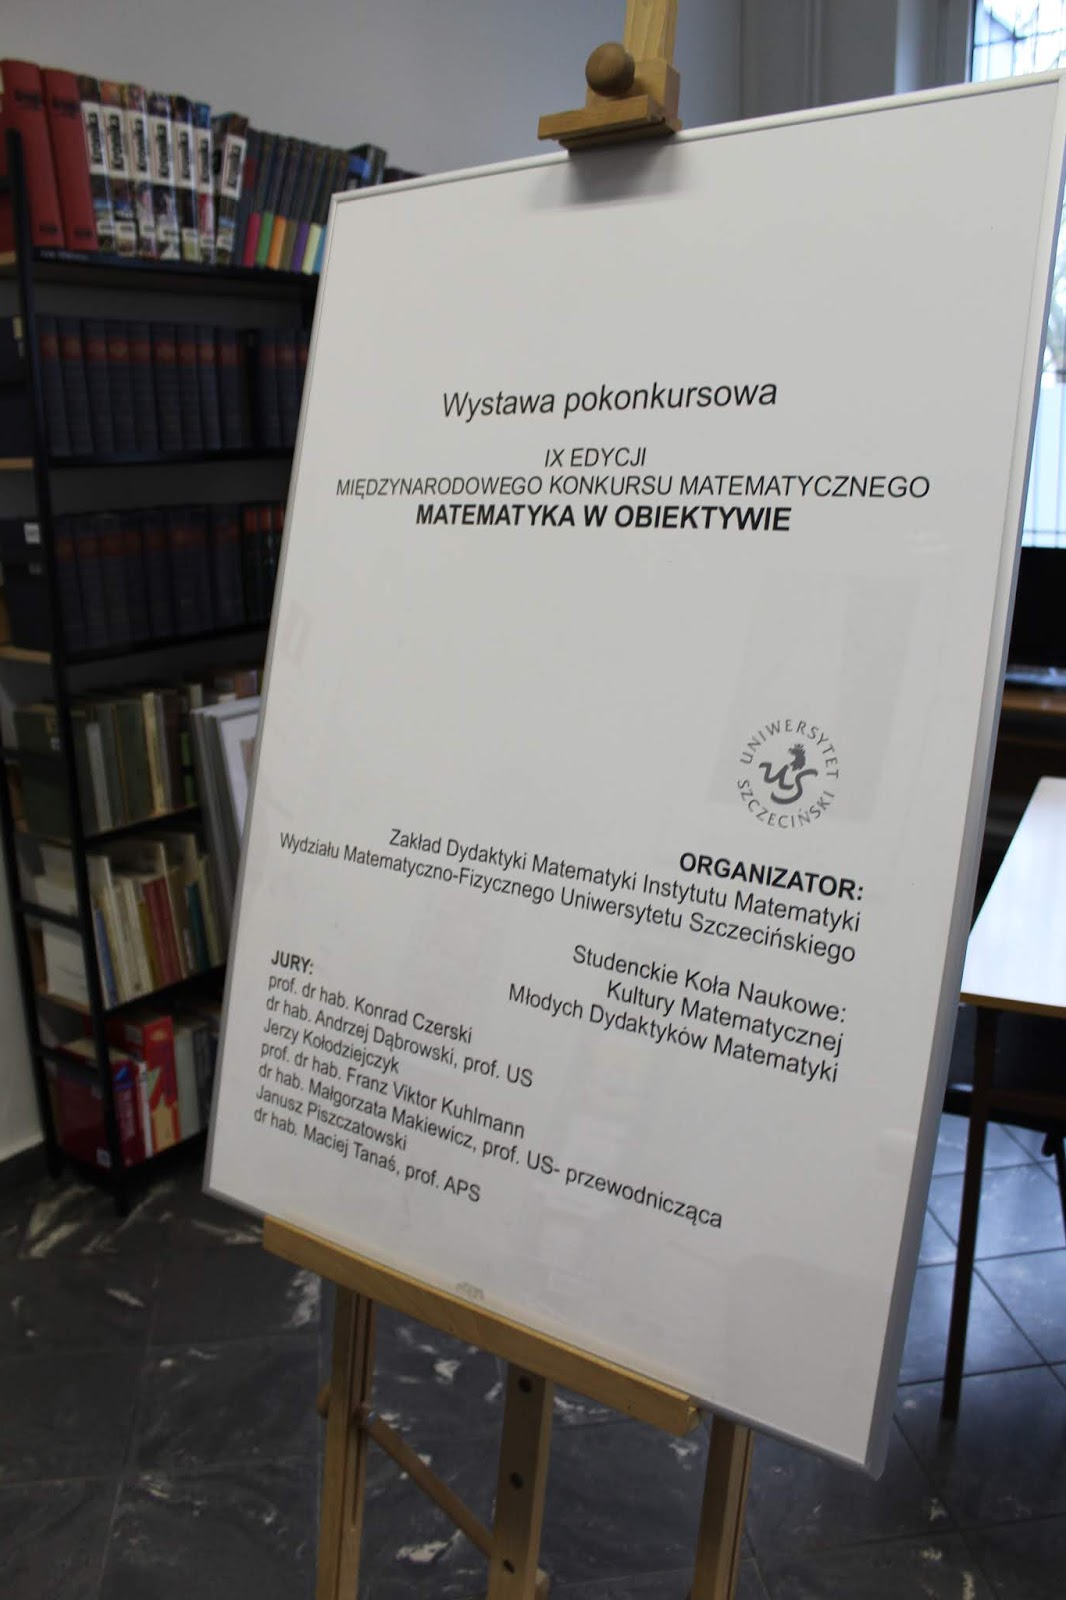 Wystawa pokonkursowa
IX EDYCJI
MIĘDZYNARODOWEGO KONKURSU MATEMATYCZNEGO
MATEMATYKA W OBIEKTYWIE
UNIWERSYTET SZCZECIŃSKI
US
ORGANIZATOR:
Zakład Dydaktyki Matematyki Instytutu Matematyki
Wydziału Matematyczno-Fizycznego Uniwersytetu Szczecińskiego
Studenckie Koła Naukowe:
Kultury Matematycznej
Młodych Dydaktyków Matematyki
JURY:
prof. dr hab. Konrad Czerski
dr hab. Andrzej Dąbrowski, prof. US
Jerzy Kołodziejczyk
prof. dr hab. Franz Viktor Kuhlmann
dr hab. Małgorzata Makiewicz, prof. US- przewodnicząca
Janusz Piszczatowski
dr hab. Maciej Tanaś, prof. APS